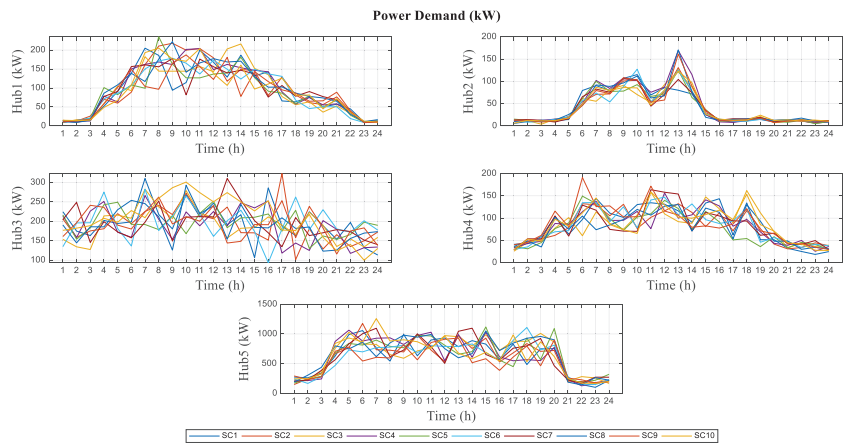 Power Demand (kW)
Hub1 (kW)
200
150
100
50
0
1 2 3 4 5 6 7 8 9 10 11 12 13 14 15 16 17 18 19 20 21 22 23 24
Time (h)
Hub2 (kW)
200
150
100
50
0
1 2 3 4 5 6 7 8 9 10 11 12 13 14 15 16 17 18 19 20 21 22 23 24
Time (h)
Hub3 (kW)
300
250
200
150
100
1 2 3 4 5 6 7 8 9 10 11 12 13 14 15 16 17 18 19 20 21 22 23 24
Time (h)
Hub4 (kW)
200
150
100
50
0
1 2 3 4 5 6 7 8 9 10 11 12 13 14 15 16 17 18 19 20 21 22 23 24
Time (h)
Hub5 (kW)
1500
1000
500
0
1 2 3 4 5 6 7 8 9 10 11 12 13 14 15 16 17 18 19 20 21 22 23 24
Time (h)
SC1 SC2 SC3 SC4 SC5 SC6 SC7 SC8 SC9 SC10